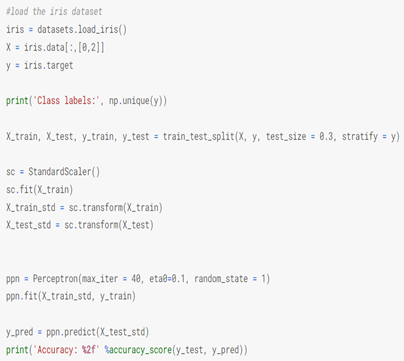 #load the iris dataset
iris = datasets.load_iris()
X = iris.data[:,[0,2]]
y = iris.target
print('Class labels:', np.unique(y))
X_train, X_test, y_train, y_test = train_test_split(X, y, test_size = 0.3, stratify = y)
sc = StandardScaler()
sc.fit(X_train)
X_train_std = sc.transform(X_train)
X_test_std = sc.transform(X_test)
ppn = Perceptron(max_iter = 40, eta0=0.1, random_state = 1)
ppn.fit(X_train_std, y_train)
y_pred = ppn.predict(X_test_std)
print('Accuracy: %2f' %accuracy_score(y_test, y_pred))